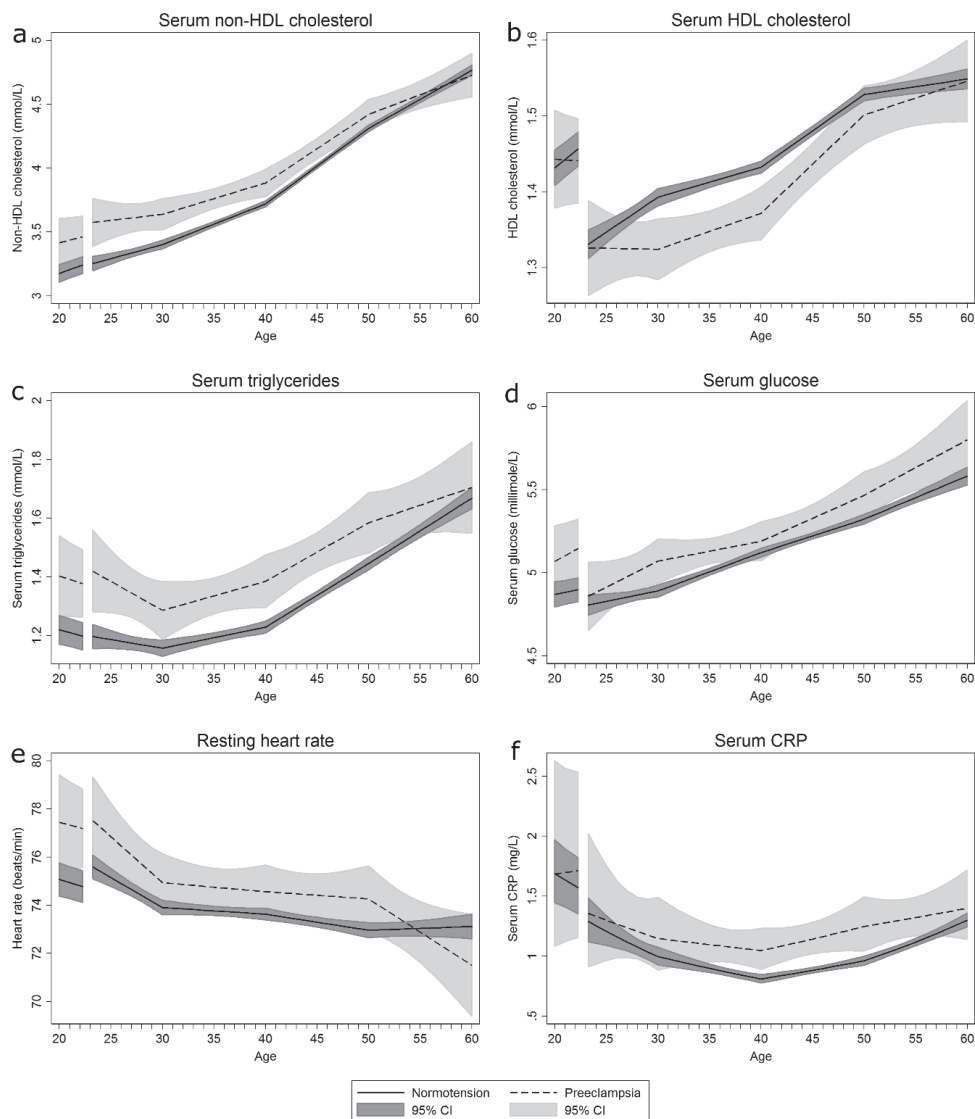 a
Serum non-HDL cholesterol
Non-HDL cholesterol (mmol/L)
5
4.5
4
3.5
3
20 25 30 35 40 45 50 55 60
Age
b
Serum HDL cholesterol
HDL cholesterol (mmol/L)
1.6
1.5
1.4
1.3
20 25 30 35 40 45 50 55 60
Age
c
Serum triglycerides
Serum triglycerides (mmol/L)
2
1.8
1.6
1.4
1.2
20 25 30 35 40 45 50 55 60
Age
d
Serum glucose
Serum glucose (millimole/L)
6
5.5
5
4.5
20 25 30 35 40 45 50 55 60
Age
e
Resting heart rate
Heart rate (beats/min)
80
78
76
74
72
70
20 25 30 35 40 45 50 55 60
Age
f
Serum CRP
Serum CRP (mg/L)
2.5
2
1.5
1
.5
20 25 30 35 40 45 50 55 60
Age
Normotension Preeclampsia
95% CI 95% CI